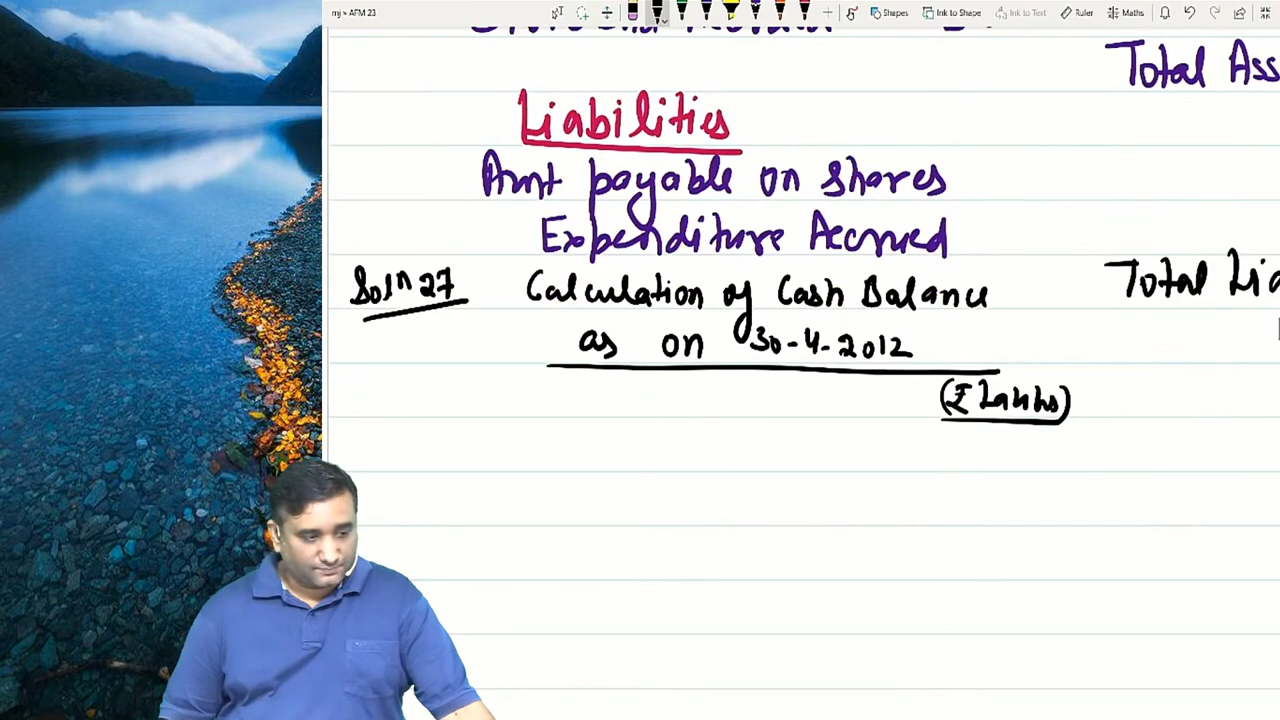 mj » AFM 23
Shapes
Ink to Shape
Ink to Text
Ruler
Maths
Total Ass
Liabilities
Amt payable on shares
Expenditure Accrued
Soln 27
Calculation of Cash Balance
Total Lia
as on 30-4-2012
(₹ Lakhs)